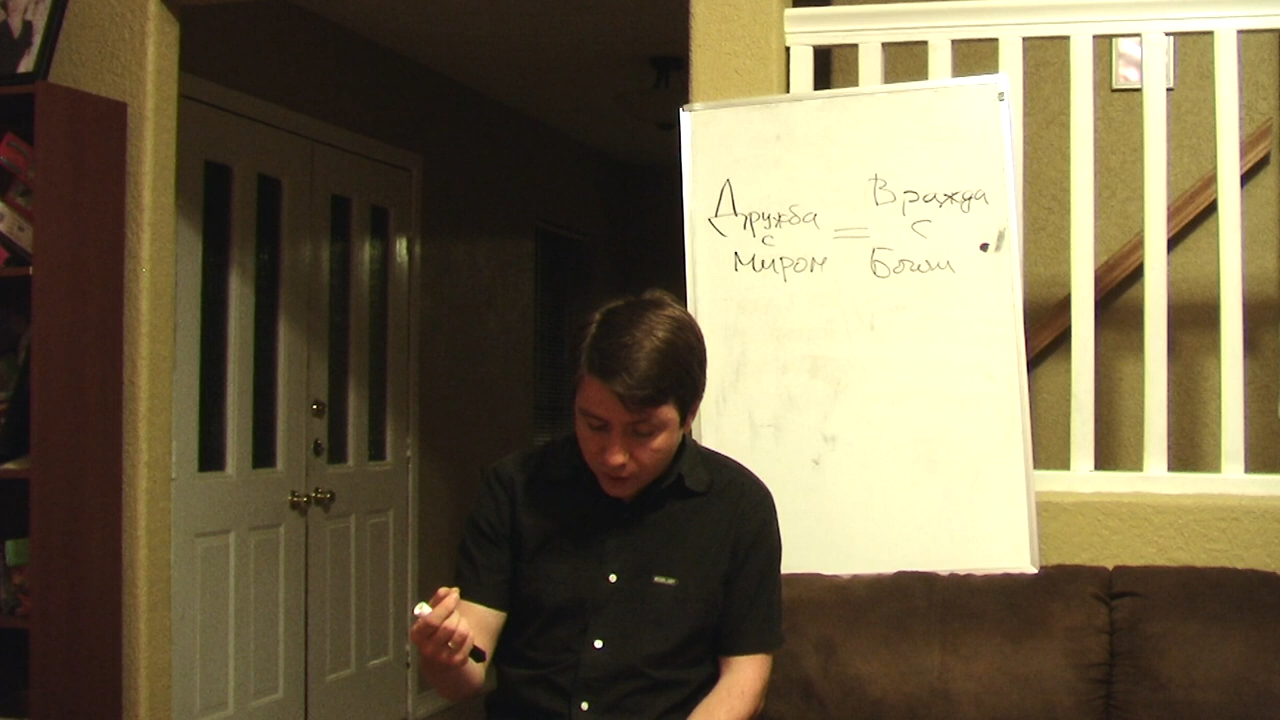 Дружба
с
миром
=
Вражда
с
Богом